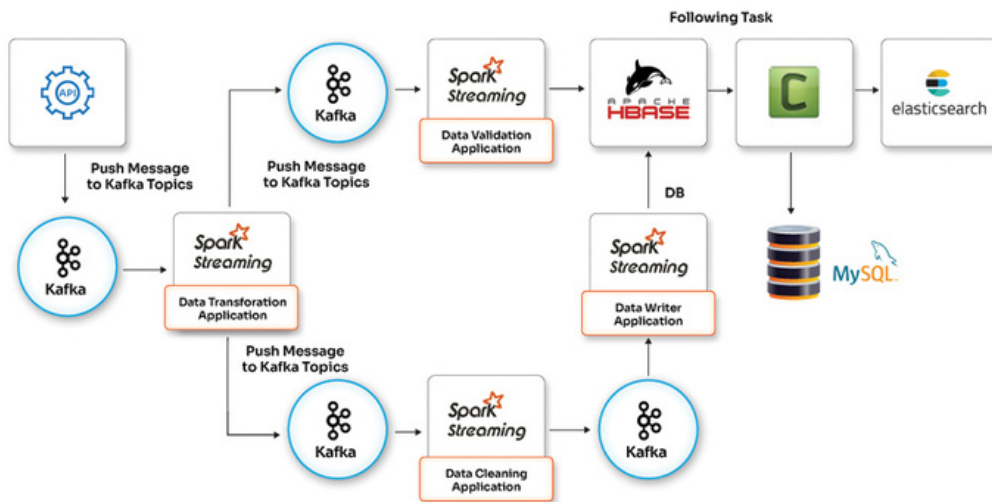 Following Task
API
Kafka
Spark
Streaming
Data Validation
Application
APACHE
HBASE
C
elasticsearch
Push Message
to Kafka Topics
Push Message
to Kafka Topics
DB
Kafka
Spark
Streaming
Data Transforation
Application
Spark
Streaming
Data Writer
Application
MySQL
Push Message
to Kafka Topics
Kafka
Spark
Streaming
Data Cleaning
Application
Kafka